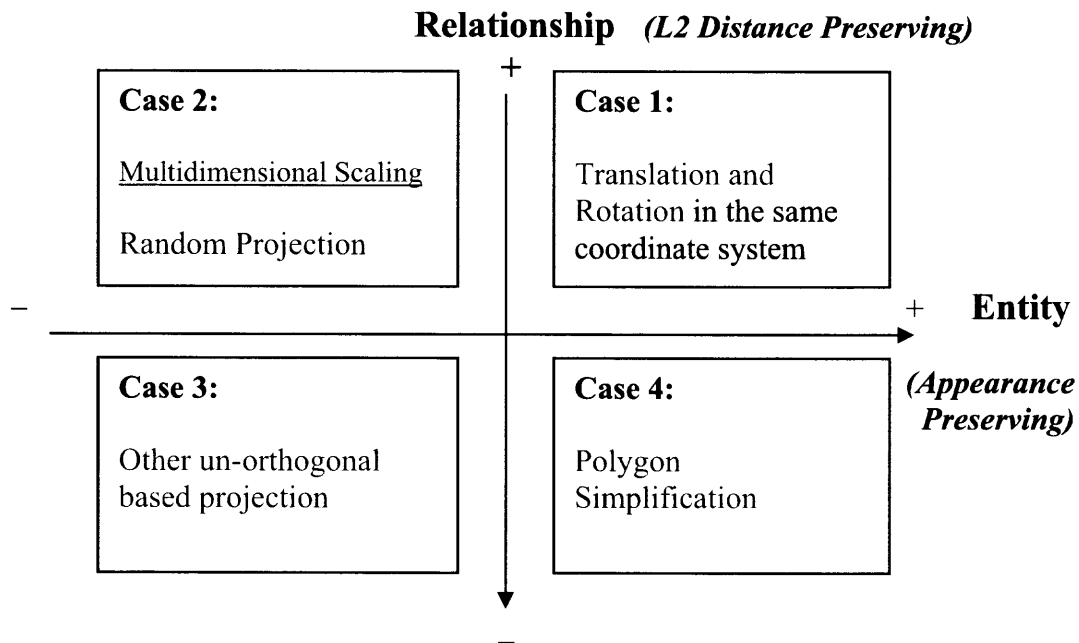 Relationship (L2 Distance Preserving)
+
Case 2:
Multidimensional Scaling
Random Projection
Case 1:
Translation and
Rotation in the same
coordinate system
−
+ Entity
(Appearance
Preserving)
Case 3:
Other un-orthogonal
based projection
Case 4:
Polygon
Simplification
−